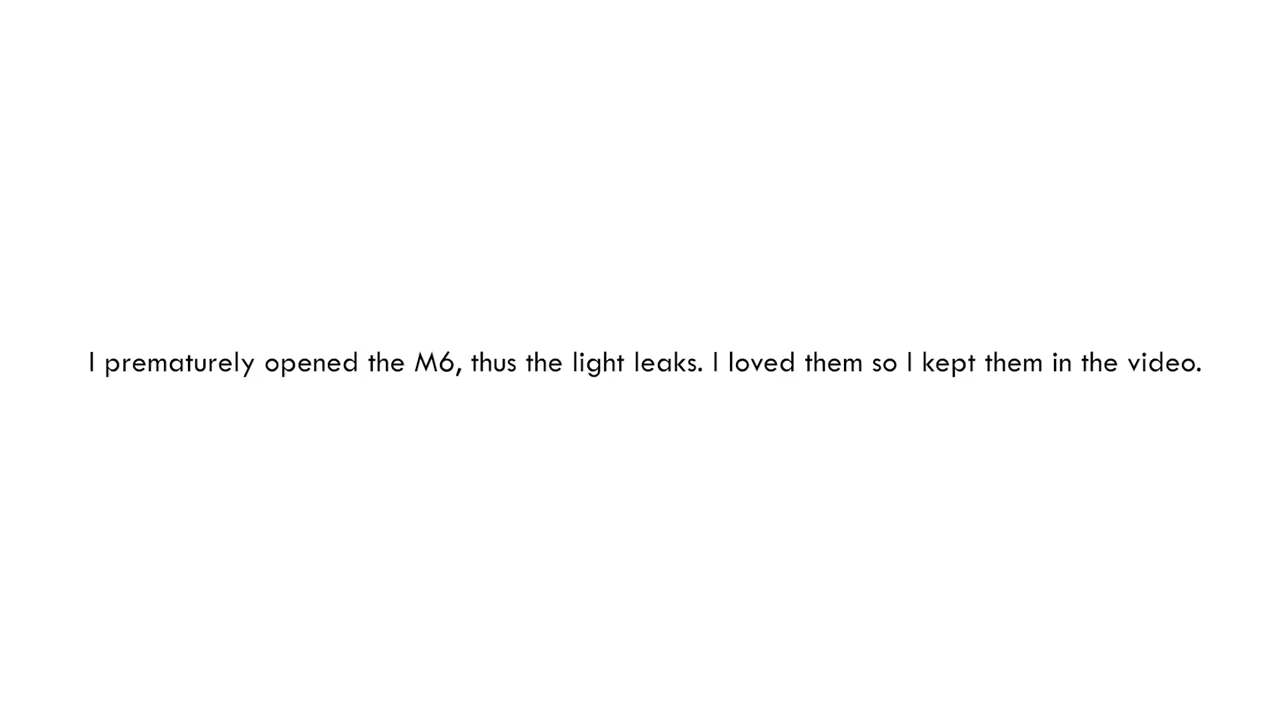 I prematurely opened the M6, thus the light leaks. I loved them so I kept them in the video.